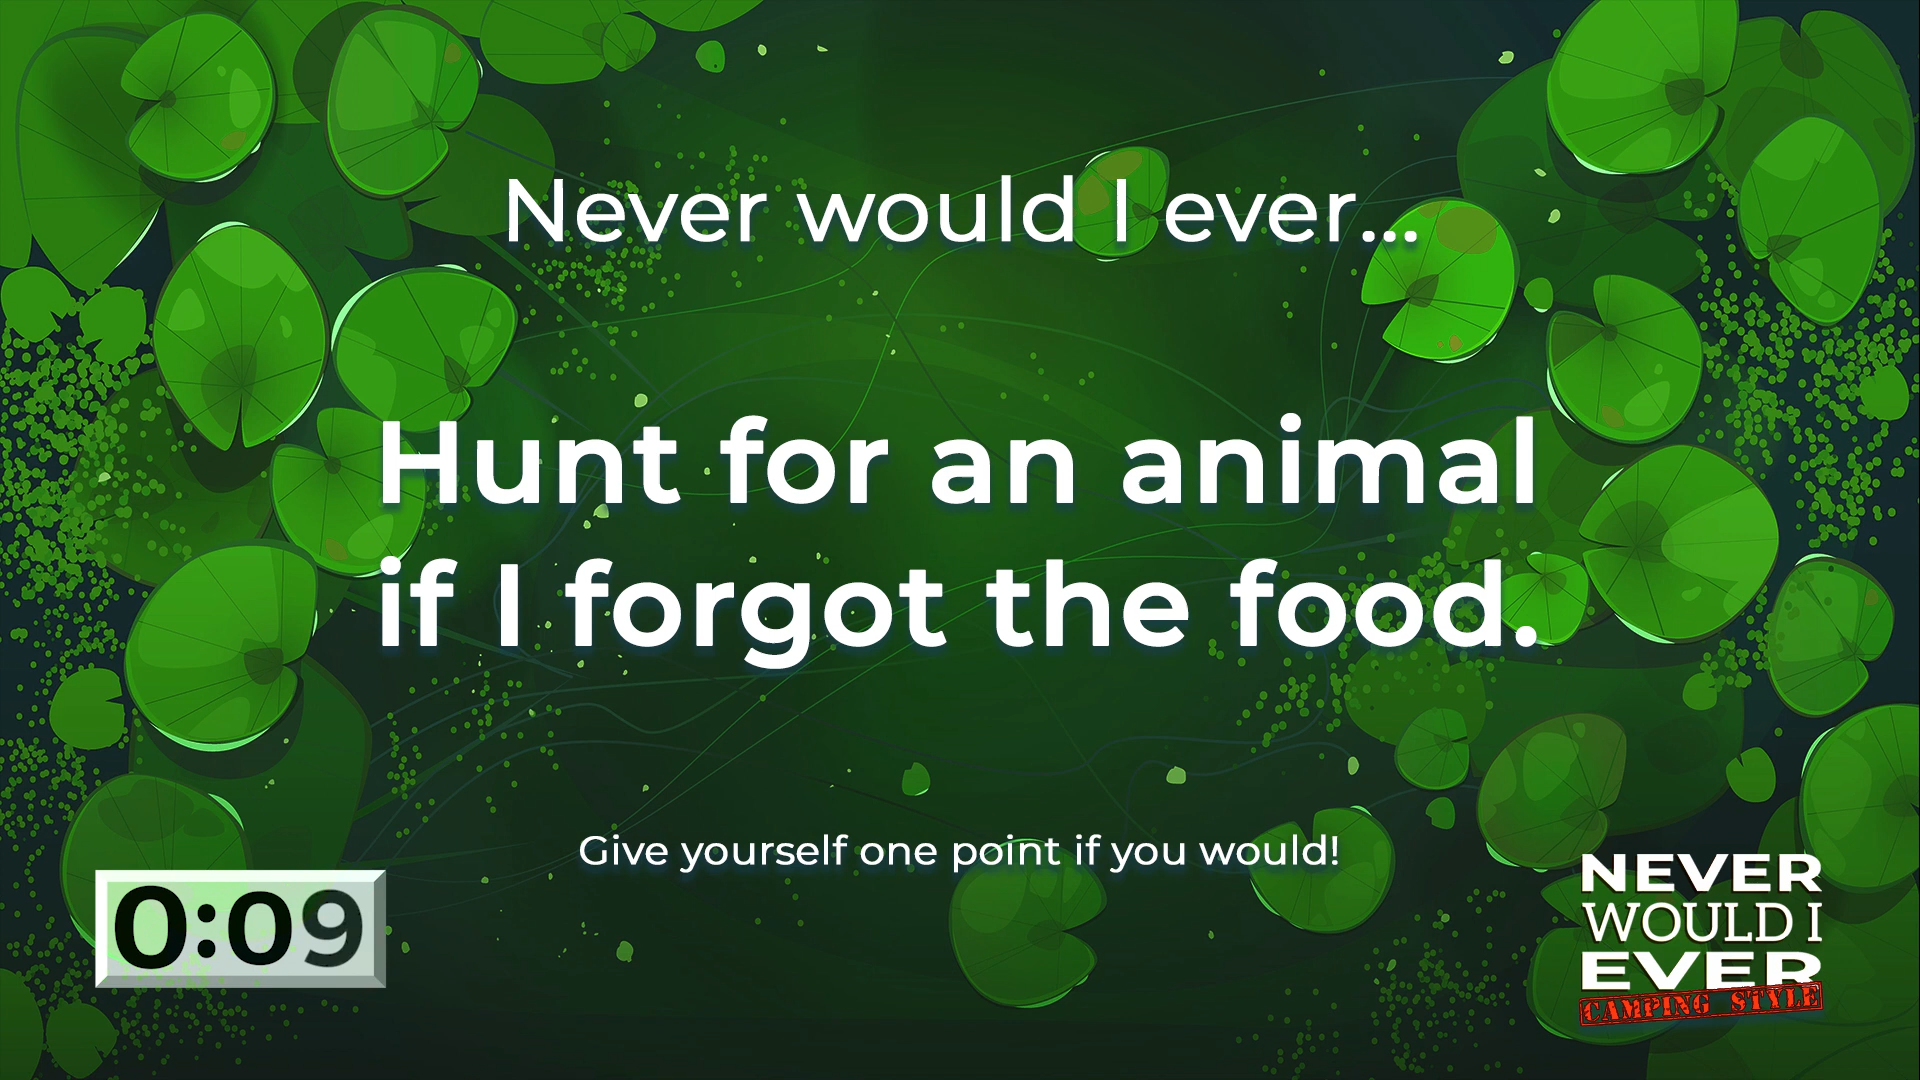 Never would I ever...
Hunt for an animal
if I forgot the food.
Give yourself one point if you would!
0:09
NEVER
WOULD I
EVER
CAMPING STYLE